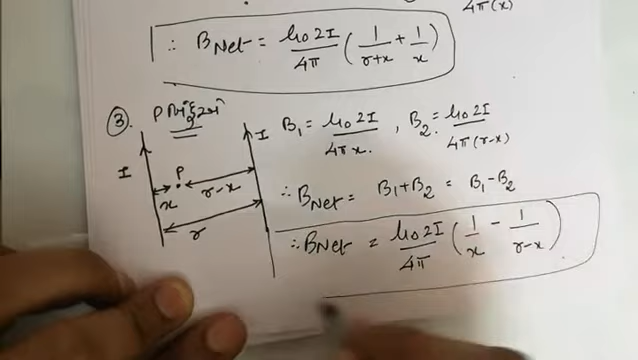 4π(x)
∴ BNet = μ0 2I / 4π ( 1/r+x + 1/x )
③. P
I
I
P
x
r-x
r
B1 = μ0 2I / 4πx. , B2 = μ0 2I / 4π(r-x)
∴ BNet = B1+B2 = B1-B2
∴ BNet = μ0 2I / 4π ( 1/x - 1/r-x )